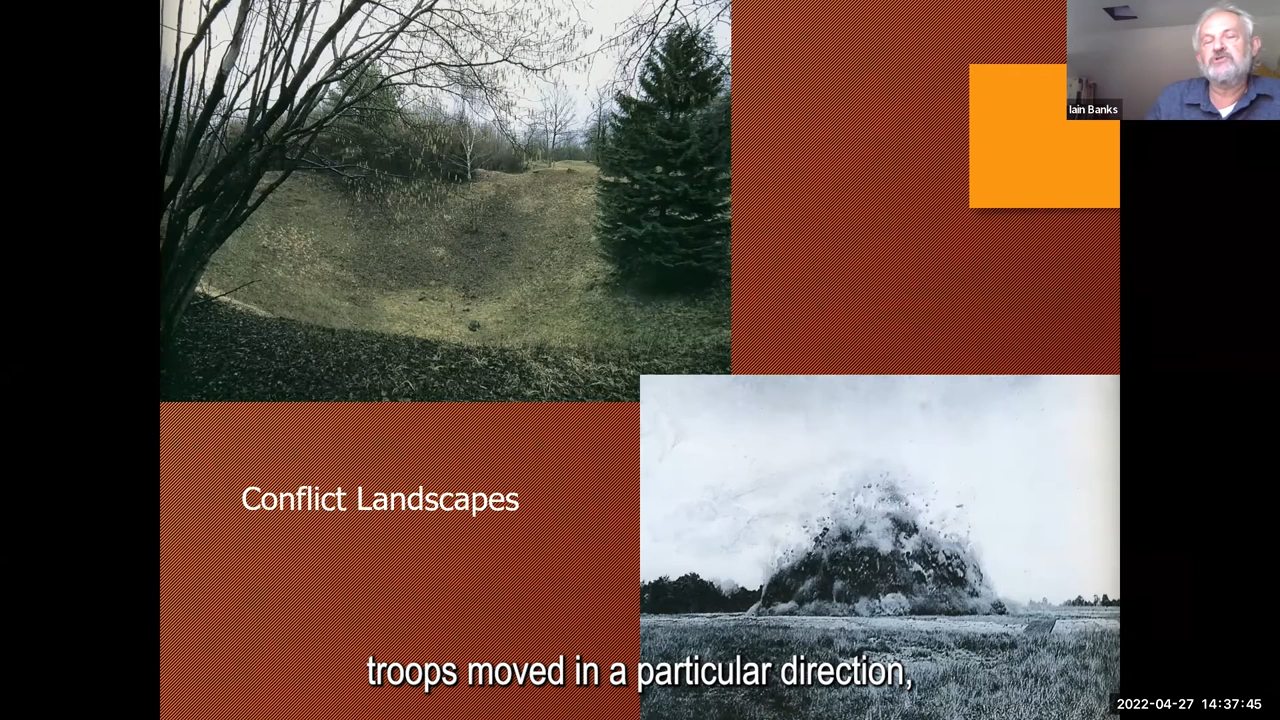 Iain Banks
Conflict Landscapes
troops moved in a particular direction,
2022-04-27 14:37:45